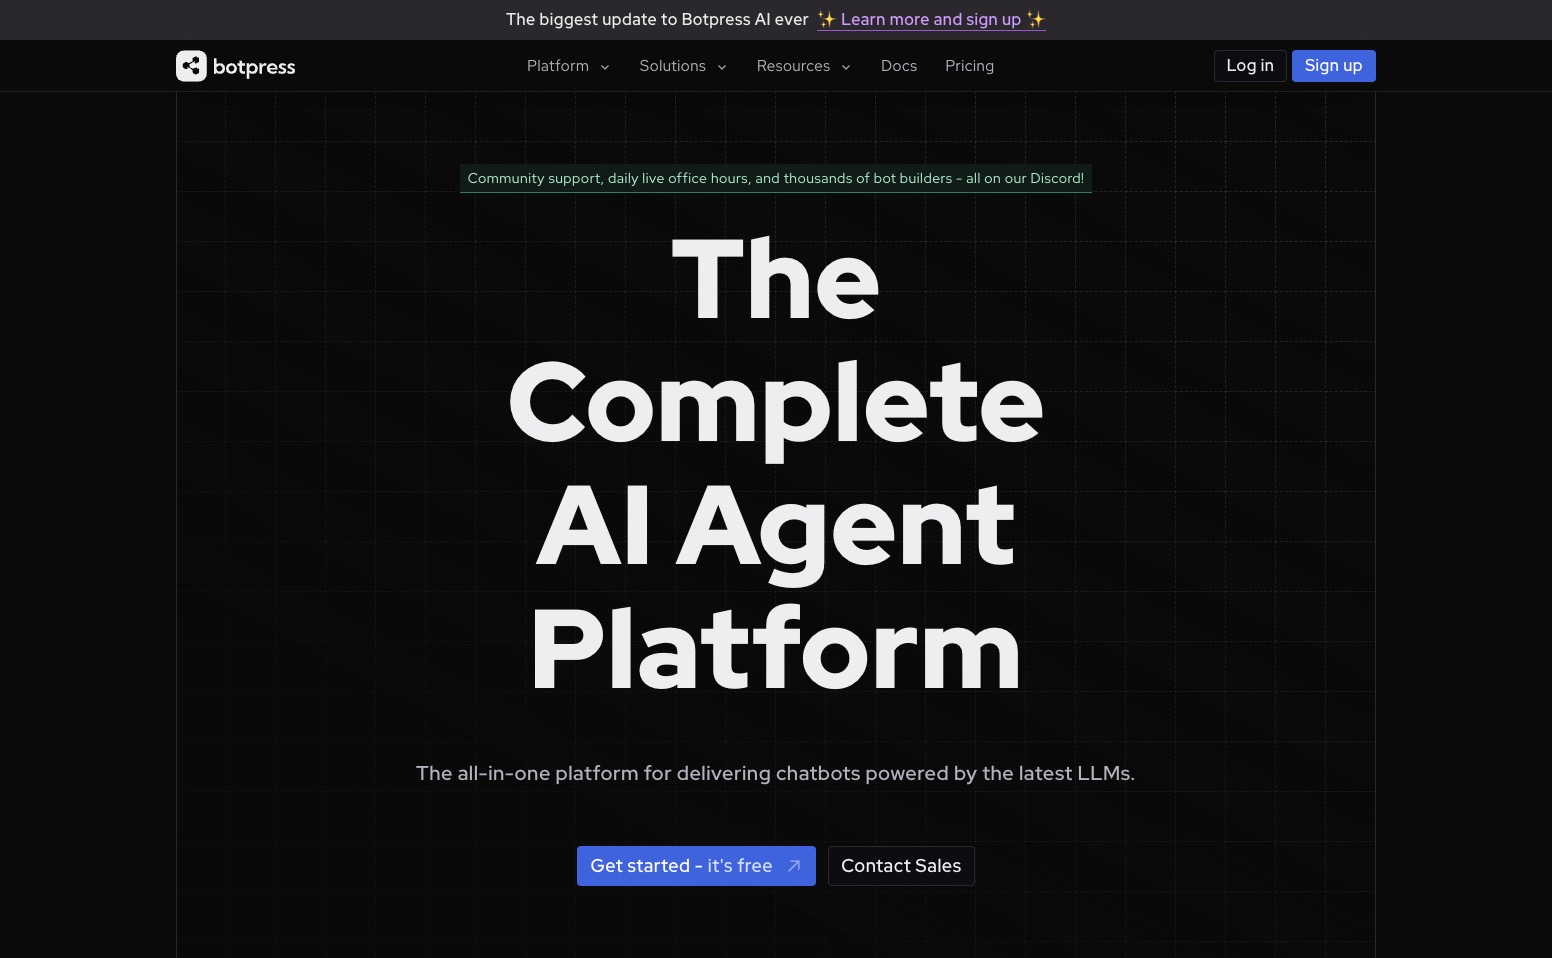 The biggest update to Botpress AI ever ✨ Learn more and sign up ✨
botpress Platform Solutions Resources Docs Pricing Log in Sign up
Community support, daily live office hours, and thousands of bot builders - all on our Discord!
The
Complete
AI Agent
Platform
The all-in-one platform for delivering chatbots powered by the latest LLMs.
Get started - it's free Contact Sales